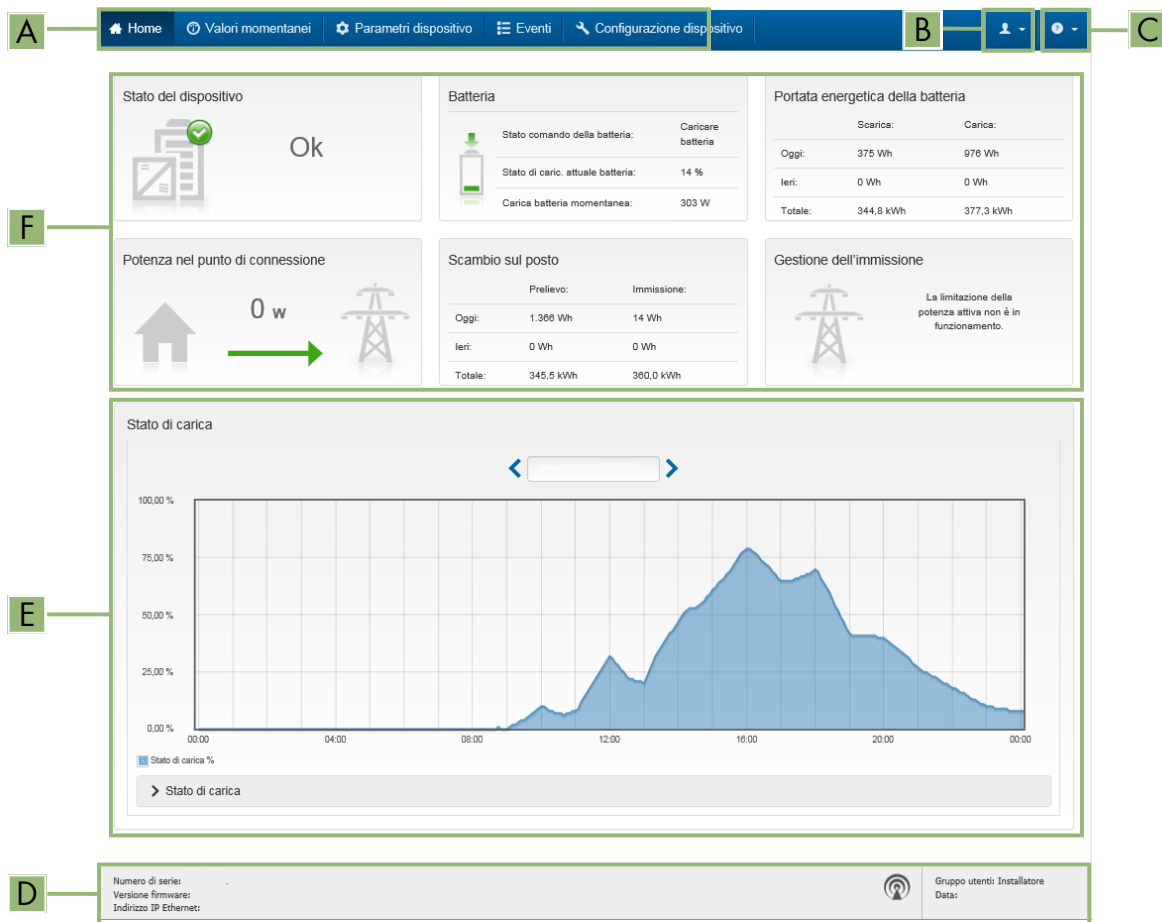 A
Home
Valori momentanei
Parametri dispositivo
Eventi
Configurazione dispositivo
B
C
F
Stato del dispositivo
Ok
Batteria
Stato comando della batteria: Caricare
batteria
Stato di caric. attuale batteria: 14 %
Carica batteria momentanea: 303 W
Portata energetica della batteria
Scarica: Carica:
Oggi: 375 Wh 976 Wh
Ieri: 0 Wh 0 Wh
Totale: 344,8 kWh 377,3 kWh
Potenza nel punto di connessione
0 w
Scambio sul posto
Prelievo: Immissione:
Oggi: 1.366 Wh 14 Wh
Ieri: 0 Wh 0 Wh
Totale: 345,5 kWh 360,0 kWh
Gestione dell'immissione
La limitazione della
potenza attiva non è in
funzionamento.
E
Stato di carica
100,00 %
75,00 %
50,00 %
25,00 %
0,00 %
00:00 04:00 08:00 12:00 16:00 20:00 00:00
Stato di carica %
Stato di carica
D
Numero di serie:
Versione firmware:
Indirizzo IP Ethernet:
Gruppo utenti: Installatore
Data: